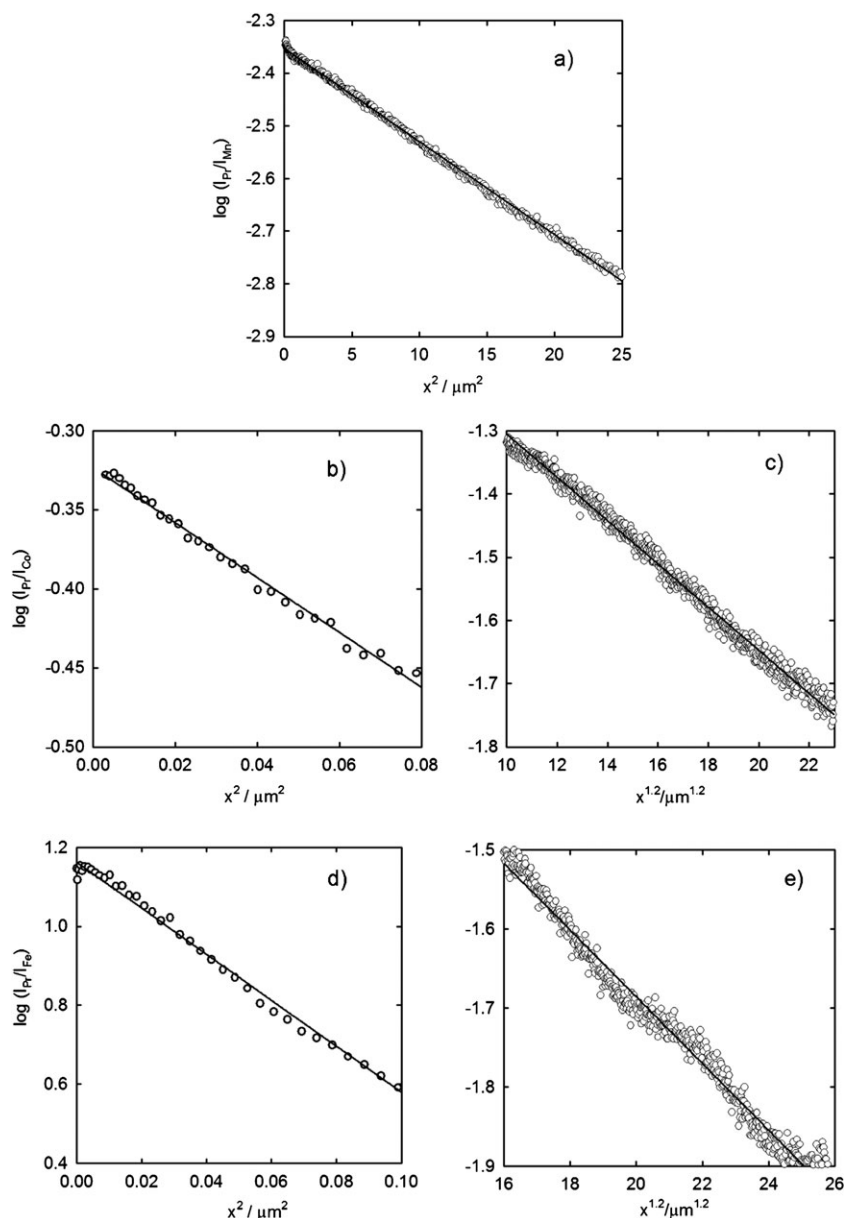 a)
-2.3
-2.4
-2.5
-2.6
-2.7
-2.8
-2.9
log (I_Pr/I_Mn)
0 5 10 15 20 25
x² / μm²
b)
-0.30
-0.35
-0.40
-0.45
-0.50
log (I_Pr/I_Co)
0.00 0.02 0.04 0.06 0.08
x² / μm²
c)
-1.3
-1.4
-1.5
-1.6
-1.7
-1.8
10 12 14 16 18 20 22
x^1.2/μm^1.2
d)
1.2
1.0
0.8
0.6
0.4
log (I_Pr/I_Fe)
0.00 0.02 0.04 0.06 0.08 0.10
x² / μm²
e)
-1.5
-1.6
-1.7
-1.8
-1.9
16 18 20 22 24 26
x^1.2/μm^1.2